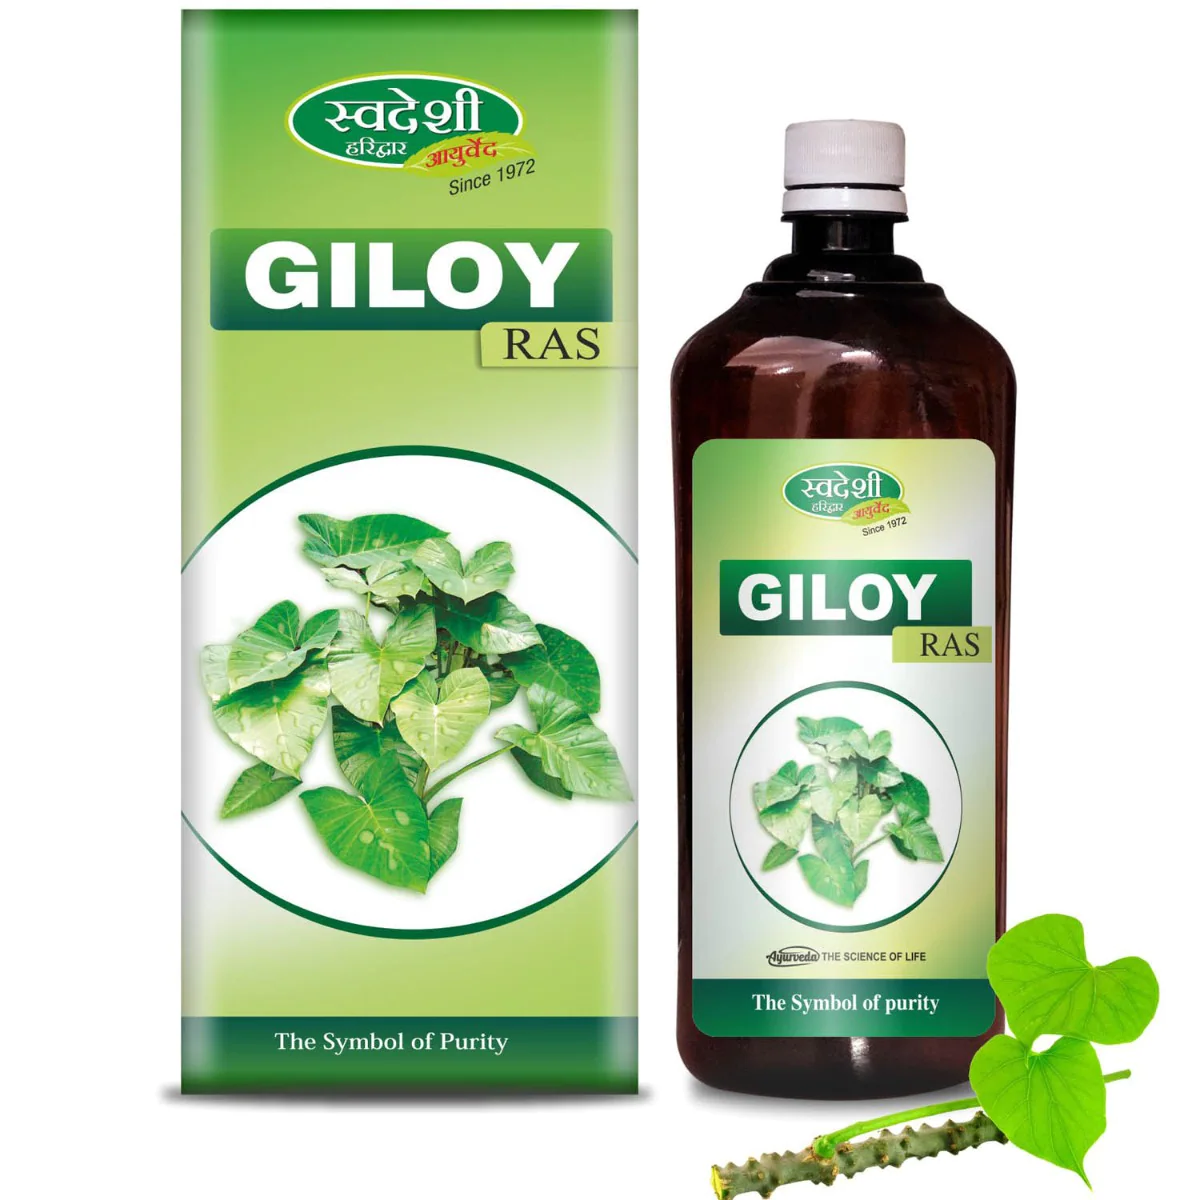 स्वदेशी
हरिद्वार आयुर्वेद
Since 1972
GILOY
RAS
The Symbol of Purity
स्वदेशी
हरिद्वार आयुर्वेद
Since 1972
GILOY
RAS
Ayurveda THE SCIENCE OF LIFE
The Symbol of purity